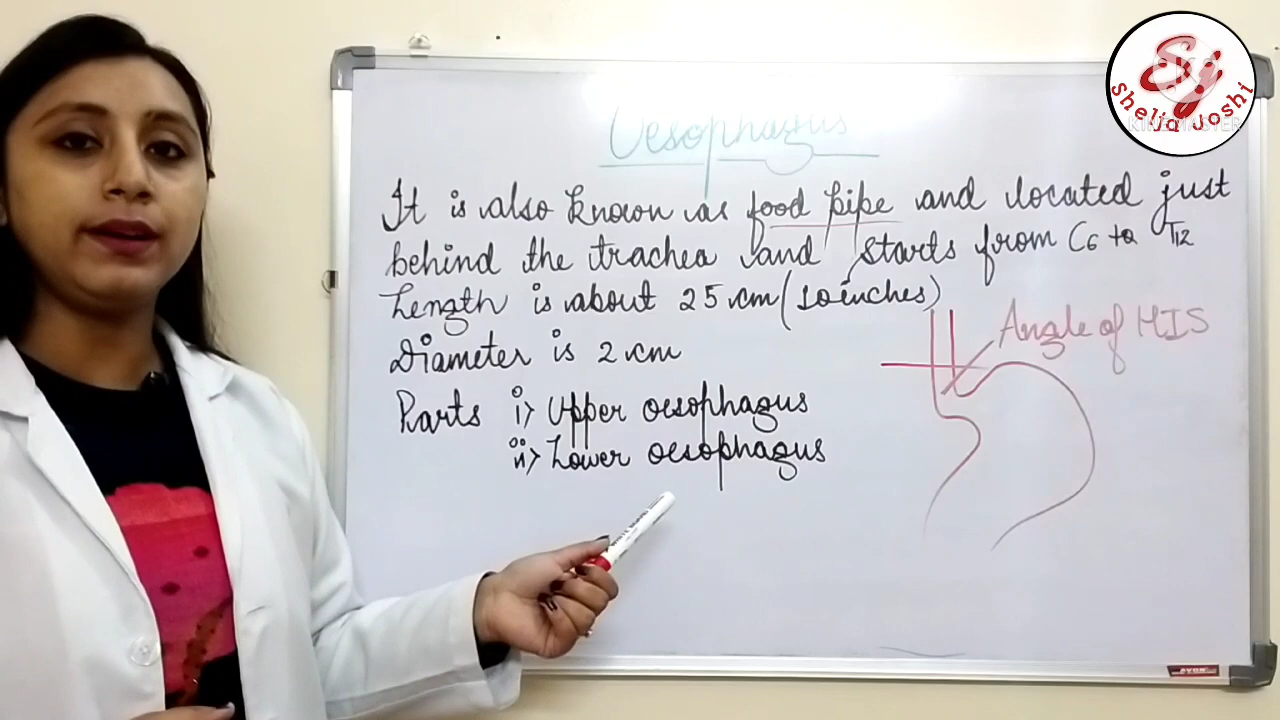 Oesophagus
It is also known as food pipe and located just
behind the trachea and starts from C6 to T12
Length is about 25 cm (10 inches)
Diameter is 2 cm
Parts i> Upper oesophagus
ii> Lower oesophagus
Angle of HIS
Sj
Shelja Joshi
KINEMASTER